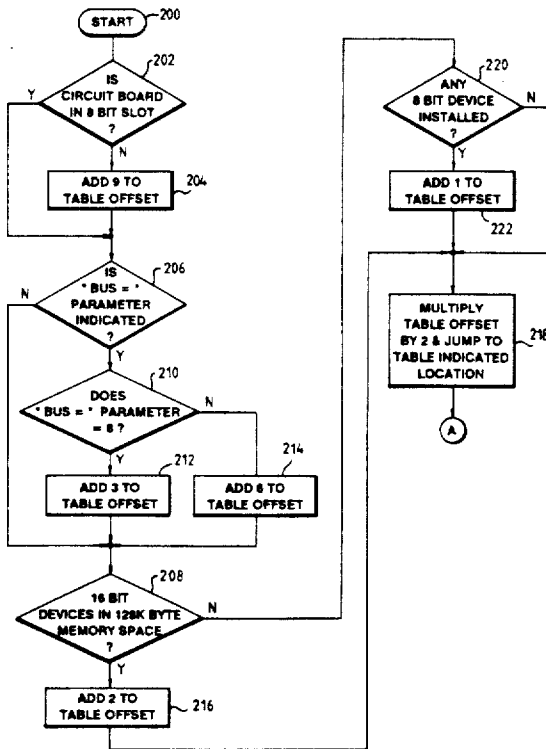 START
200
202
IS
CIRCUIT BOARD
IN 8 BIT SLOT
?
Y
N
ADD 9 TO
TABLE OFFSET
204
206
IS
" BUS = "
PARAMETER
INDICATED
?
N
Y
210
DOES
" BUS = " PARAMETER
= 8 ?
N
Y
212
ADD 3 TO
TABLE OFFSET
214
ADD 6 TO
TABLE OFFSET
208
16 BIT
DEVICES IN 128K BYTE
MEMORY SPACE
?
N
Y
ADD 2 TO
TABLE OFFSET
216
220
ANY
8 BIT DEVICE
INSTALLED
?
N
Y
ADD 1 TO
TABLE OFFSET
222
MULTIPLY
TABLE OFFSET
BY 2 & JUMP TO
TABLE INDICATED
LOCATION
218
A